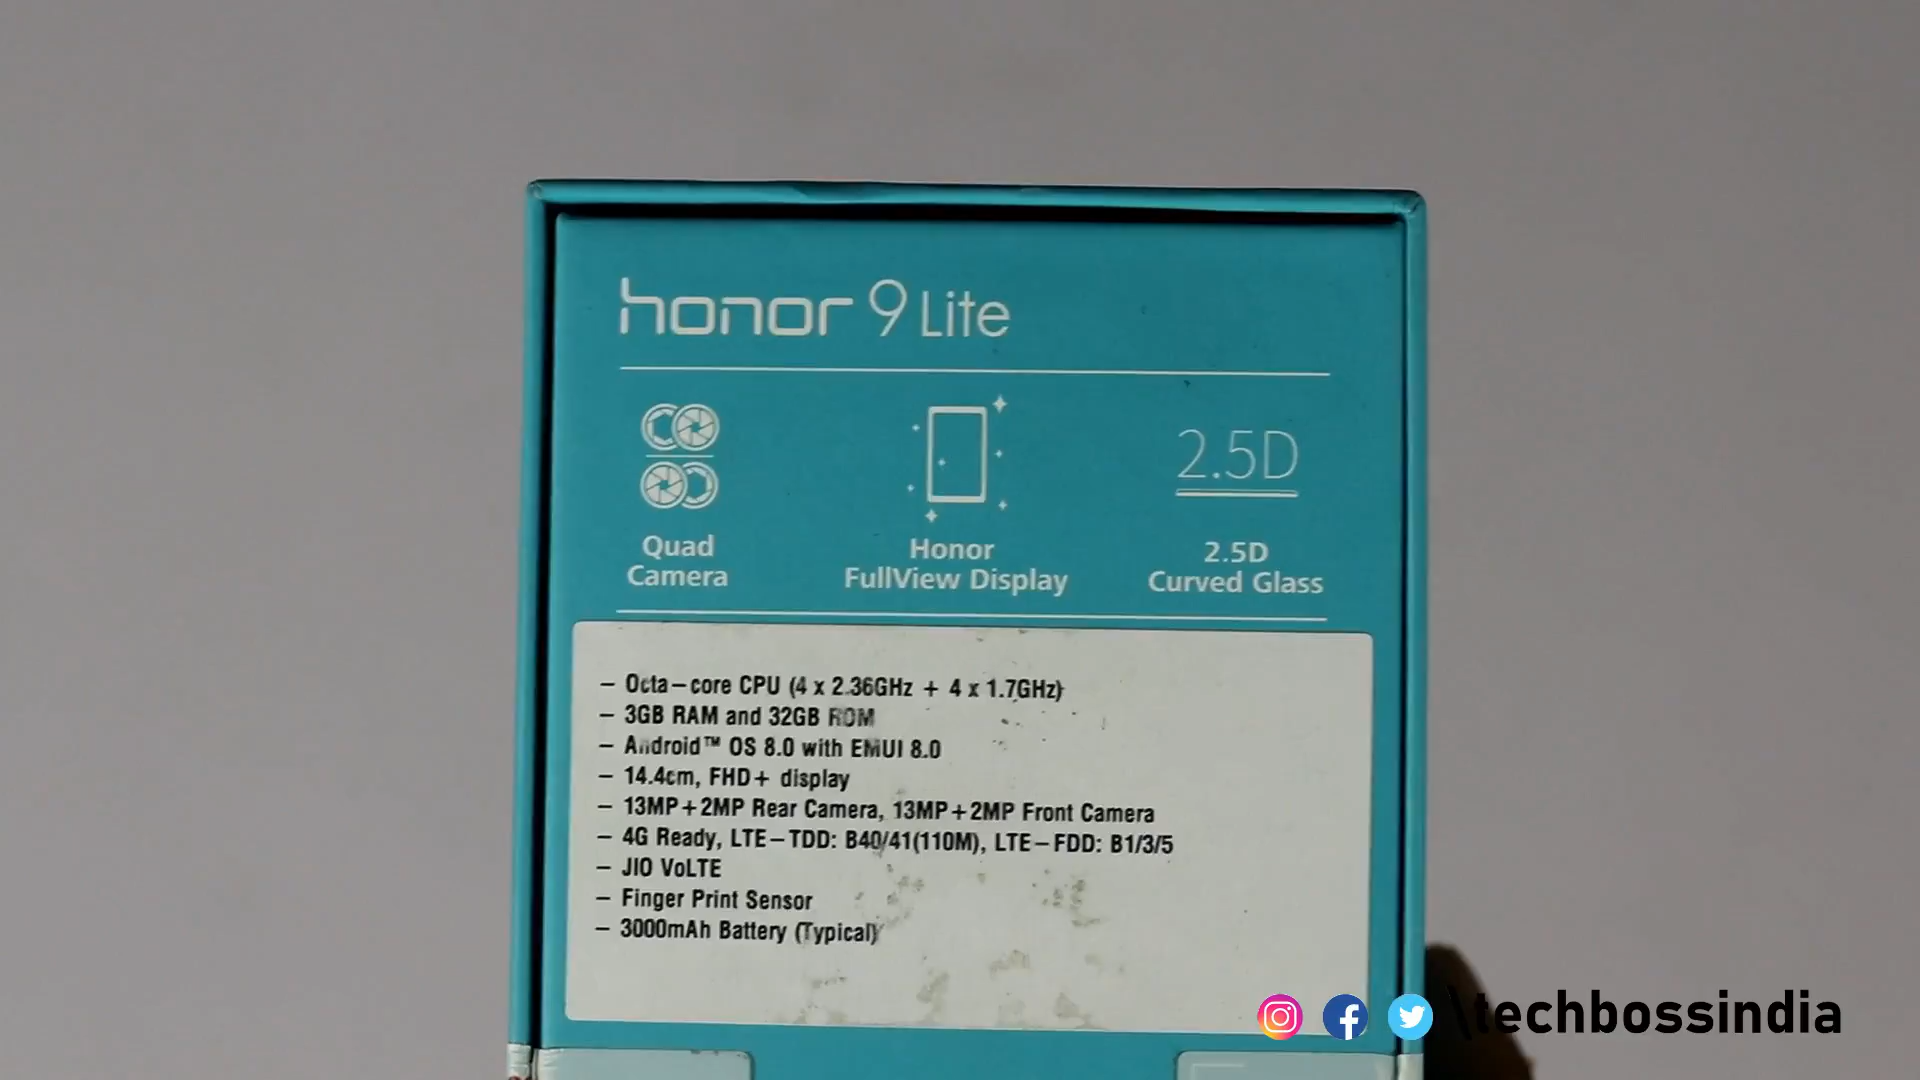 honor 9 Lite
2.5D
Quad
Camera
Honor
FullView Display
2.5D
Curved Glass
– Octa–core CPU (4 x 2.36GHz + 4 x 1.7GHz)
– 3GB RAM and 32GB ROM
– Android™ OS 8.0 with EMUI 8.0
– 14.4cm, FHD+ display
– 13MP+2MP Rear Camera, 13MP+2MP Front Camera
– 4G Ready, LTE–TDD: B40/41(110M), LTE–FDD: B1/3/5
– JIO VoLTE
– Finger Print Sensor
– 3000mAh Battery (Typical)
\techbossindia